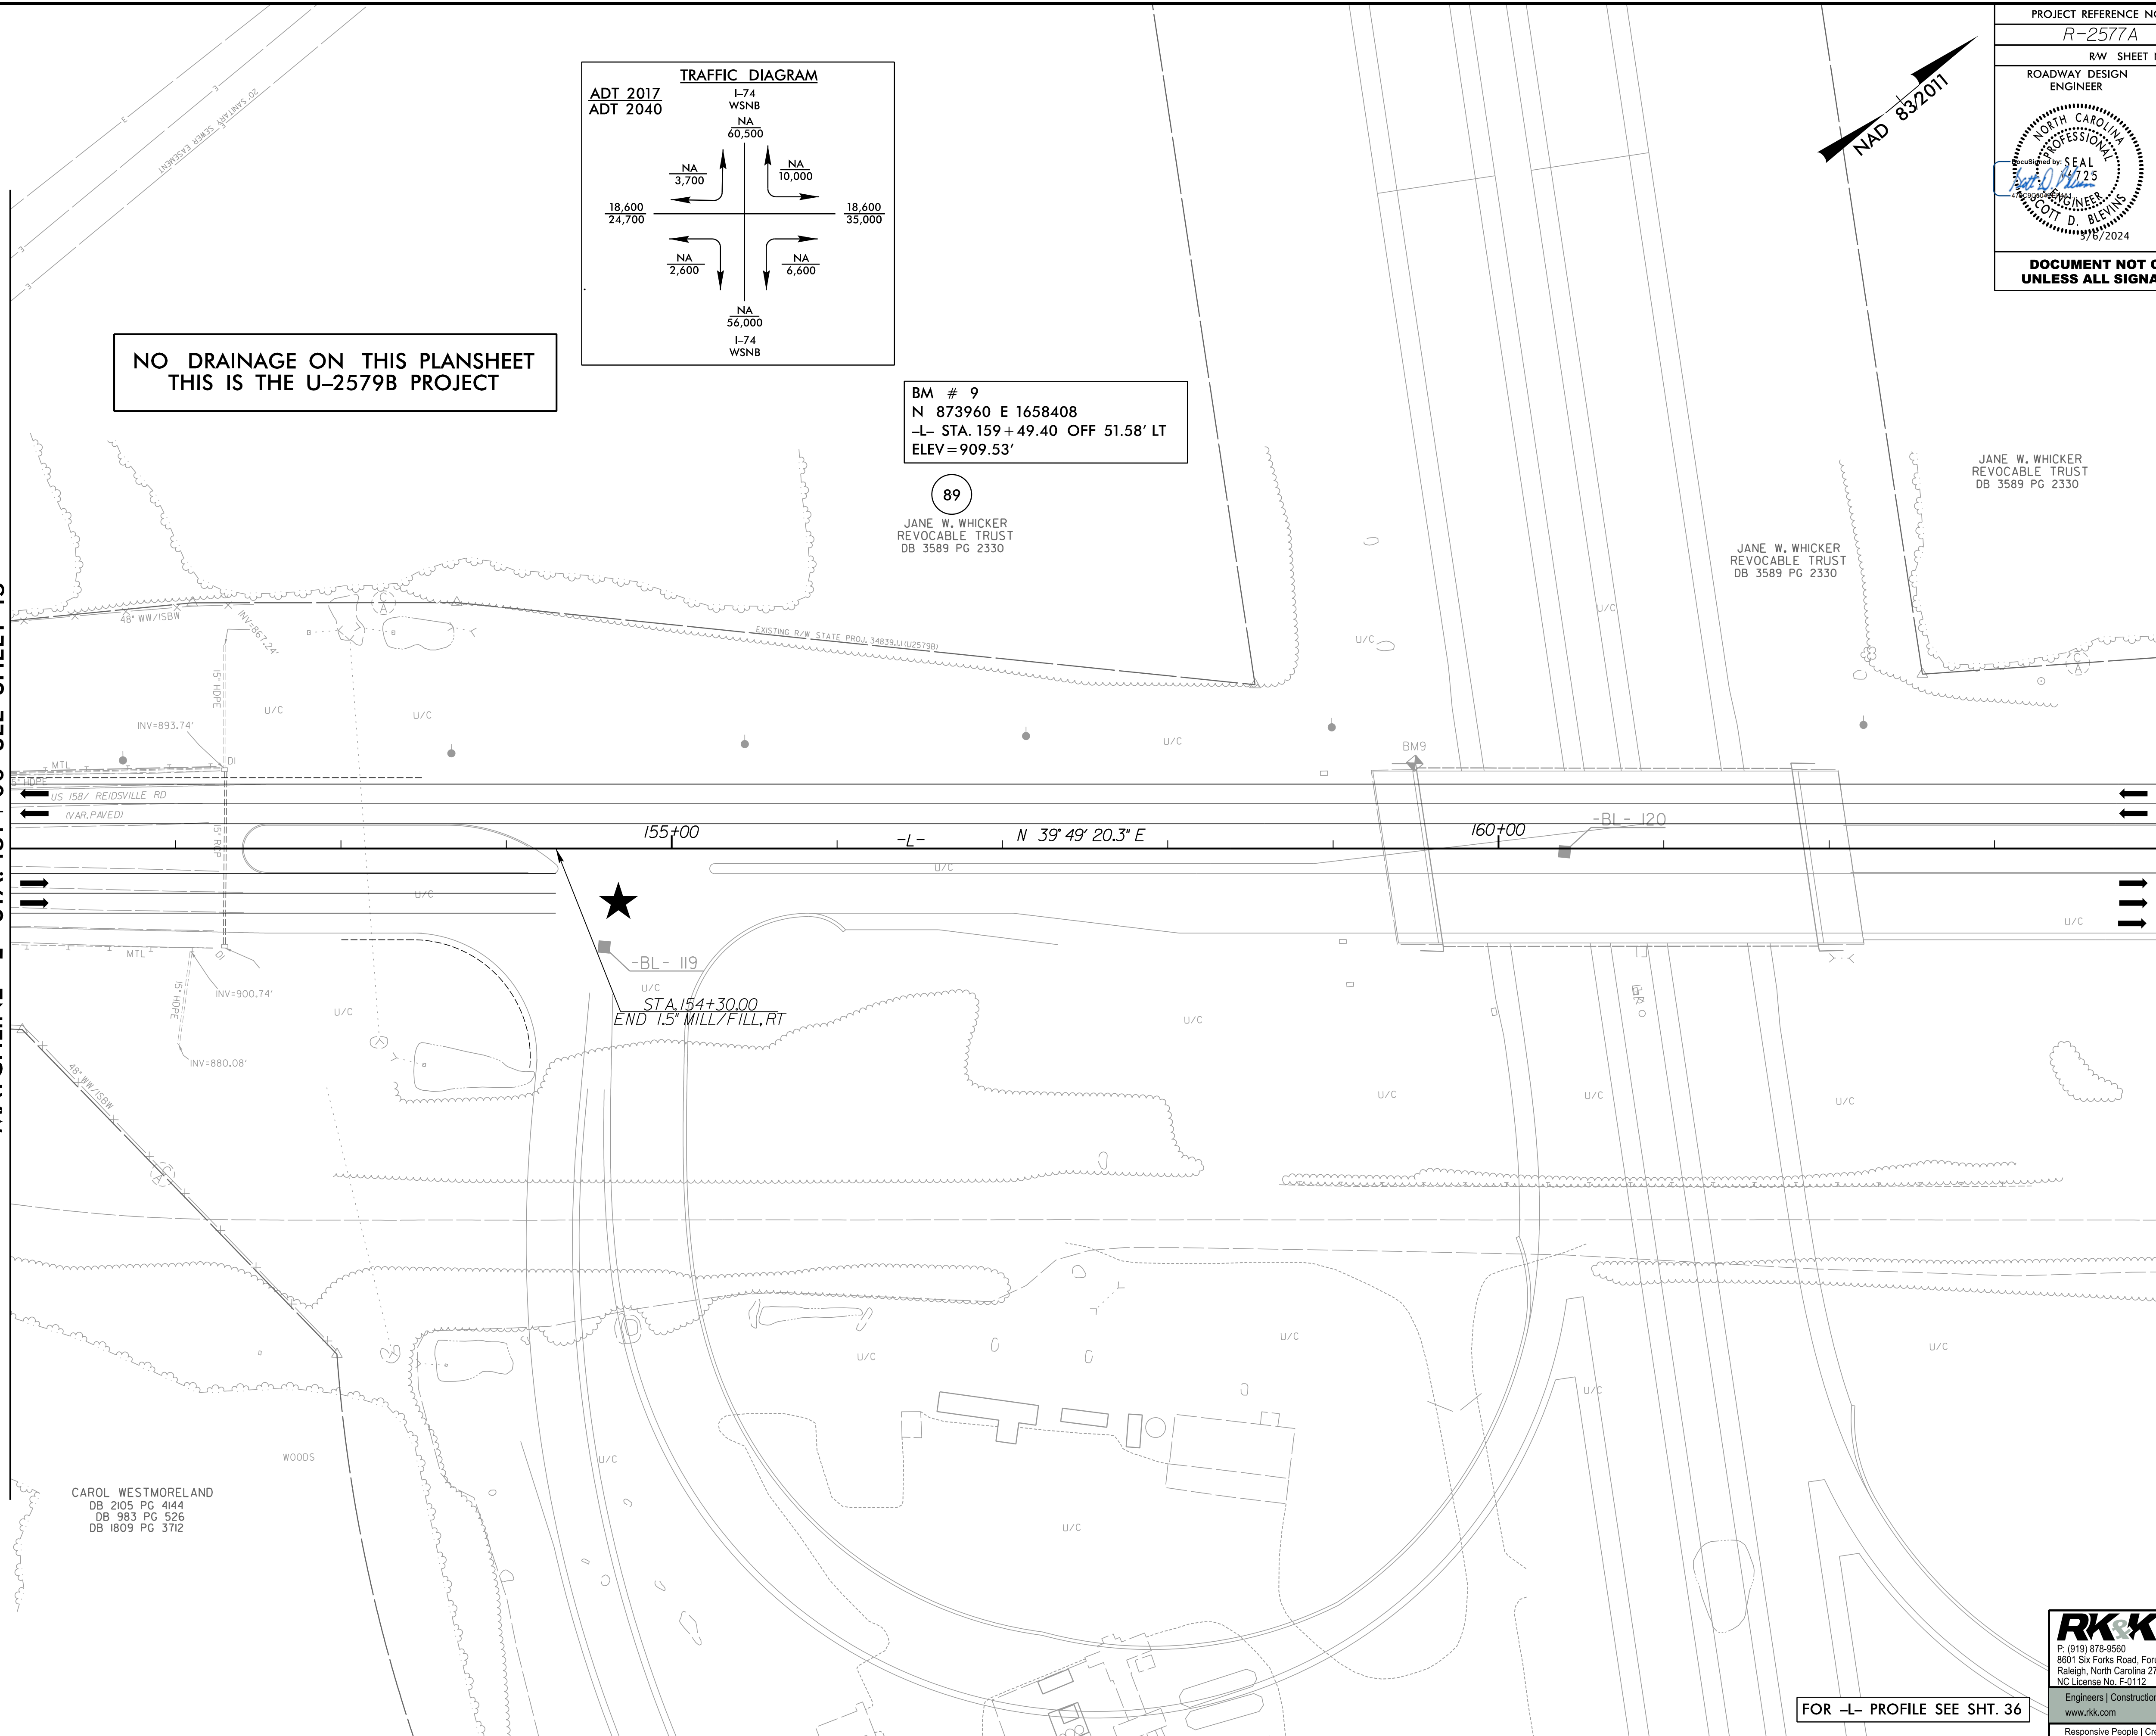 PROJECT REFERENCE
R-2577A
R/W SHEET
ROADWAY DESIGN
ENGINEER
NORTH CAROLINA
PROFESSIONAL
DocuSigned by:
SEAL
ENGINEER
SCOTT D. BLEVINS
3/6/2024
DOCUMENT NOT
UNLESS ALL
NAD 83/2011
TRAFFIC DIAGRAM
ADT 2017
ADT 2040
I-74
WSNB
NA
60,500
NA
3,700
NA
10,000
18,600
24,700
18,600
35,000
NA
2,600
NA
6,600
NA
56,000
I-74
WSNB
20' SANITARY SEWER EASEMENT
E
E
E
E
E
E
NO DRAINAGE ON THIS PLANSHEET
THIS IS THE U-2579B PROJECT
BM # 9
N 873960 E 1658408
-L- STA. 159+49.40 OFF 51.58' LT
ELEV=909.53'
89
JANE W. WHICKER
REVOCABLE TRUST
DB 3589 PG 2330
JANE W. WHICKER
REVOCABLE TRUST
DB 3589 PG 2330
JANE W. WHICKER
REVOCABLE TRUST
DB 3589 PG 2330
48" WW/ISBW
INV=867.24'
C
A
EXISTING R/W STATE PROJ. 34839.1.1 (U2579B)
C
A
U/C
U/C
15" HDPE
U/C
U/C
U/C
INV=893.74'
BM9
MTL
DI
15" HDPE
US 158/ REIDSVILLE RD
(VAR. PAVED)
15" RCP
155+00
-L-
N 39° 49' 20.3" E
160+00
-BL- 120
U/C
U/C
U/C
MTL
DI
-BL- 119
15" HDPE
INV=900.74'
U/C
U/C
STA. 154+30.00
END 1.5" MILL/FILL, RT
U/C
INV=880.08'
48" WW/ISBW
U/C
U/C
U/C
C
A
U/C
U/C
U/C
U/C
WOODS
U/C
U/C
CAROL WESTMORELAND
DB 2105 PG 4144
DB 983 PG 526
DB 1809 PG 3712
FOR -L- PROFILE SEE SHT. 36
RK&K
P: (919) 878-9560
8601 Six Forks Road,
Raleigh, North Carolina
NC License No. F-0112
Engineers | Construction
www.rkk.com
Responsive People |